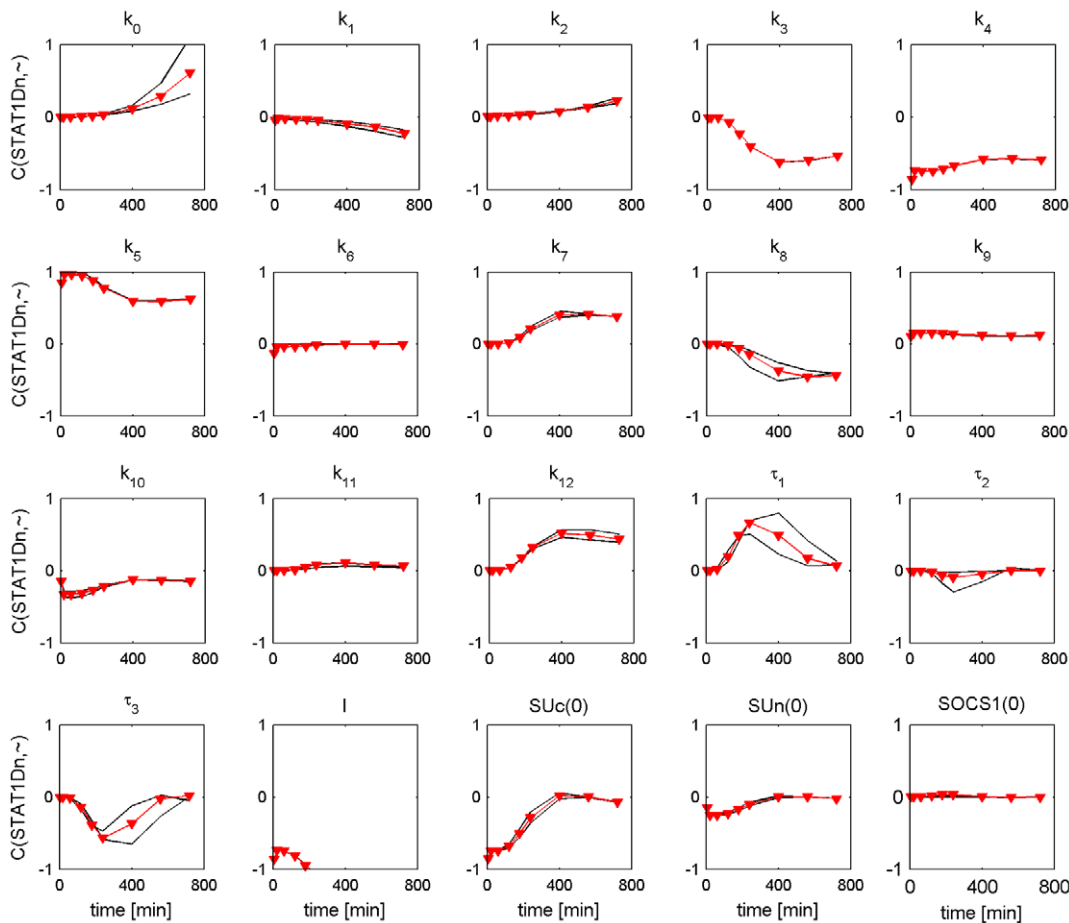 k0 k1 k2 k3 k4
C(STAT1Dn,~)
1 1 1 1 1
0 0 0 0 0
-1 -1 -1 -1 -1
0 400 800 0 400 800 0 400 800 0 400 800 0 400 800
k5 k6 k7 k8 k9
C(STAT1Dn,~)
1 1 1 1 1
0 0 0 0 0
-1 -1 -1 -1 -1
0 400 800 0 400 800 0 400 800 0 400 800 0 400 800
k10 k11 k12 τ1 τ2
C(STAT1Dn,~)
1 1 1 1 1
0 0 0 0 0
-1 -1 -1 -1 -1
0 400 800 0 400 800 0 400 800 0 400 800 0 400 800
τ3 I SUc(0) SUn(0) SOCS1(0)
C(STAT1Dn,~)
1 1 1 1 1
0 0 0 0 0
-1 -1 -1 -1 -1
0 400 800 0 400 800 0 400 800 0 400 800 0 400 800
time [min] time [min] time [min] time [min] time [min]